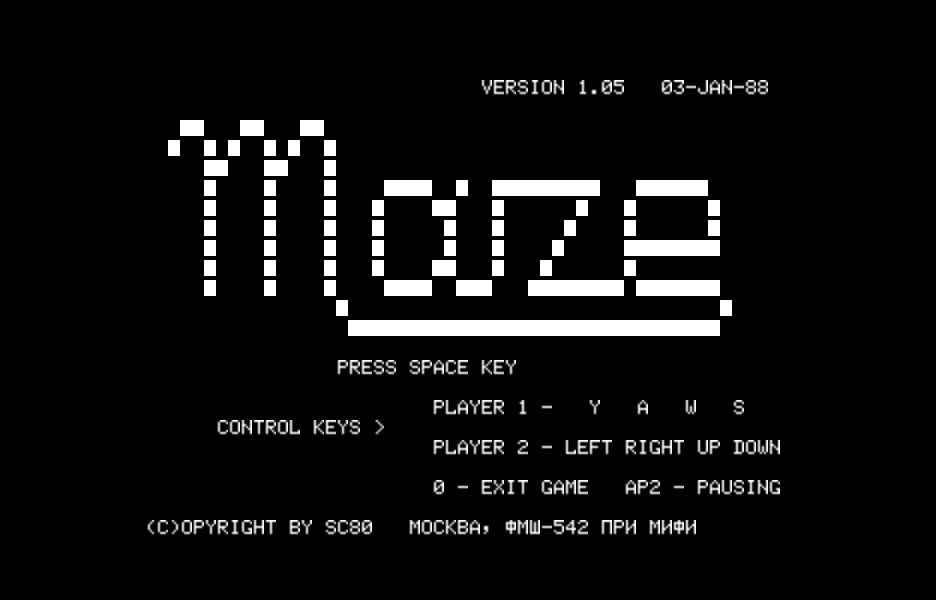 VERSION 1.05 03-JAN-88
Maze
PRESS SPACE KEY
PLAYER 1 - Y A W S
CONTROL KEYS >
PLAYER 2 - LEFT RIGHT UP DOWN
0 - EXIT GAME AP2 - PAUSING
(C)OPYRIGHT BY SC80 МОСКВА, ФМШ-542 ПРИ МИФИ